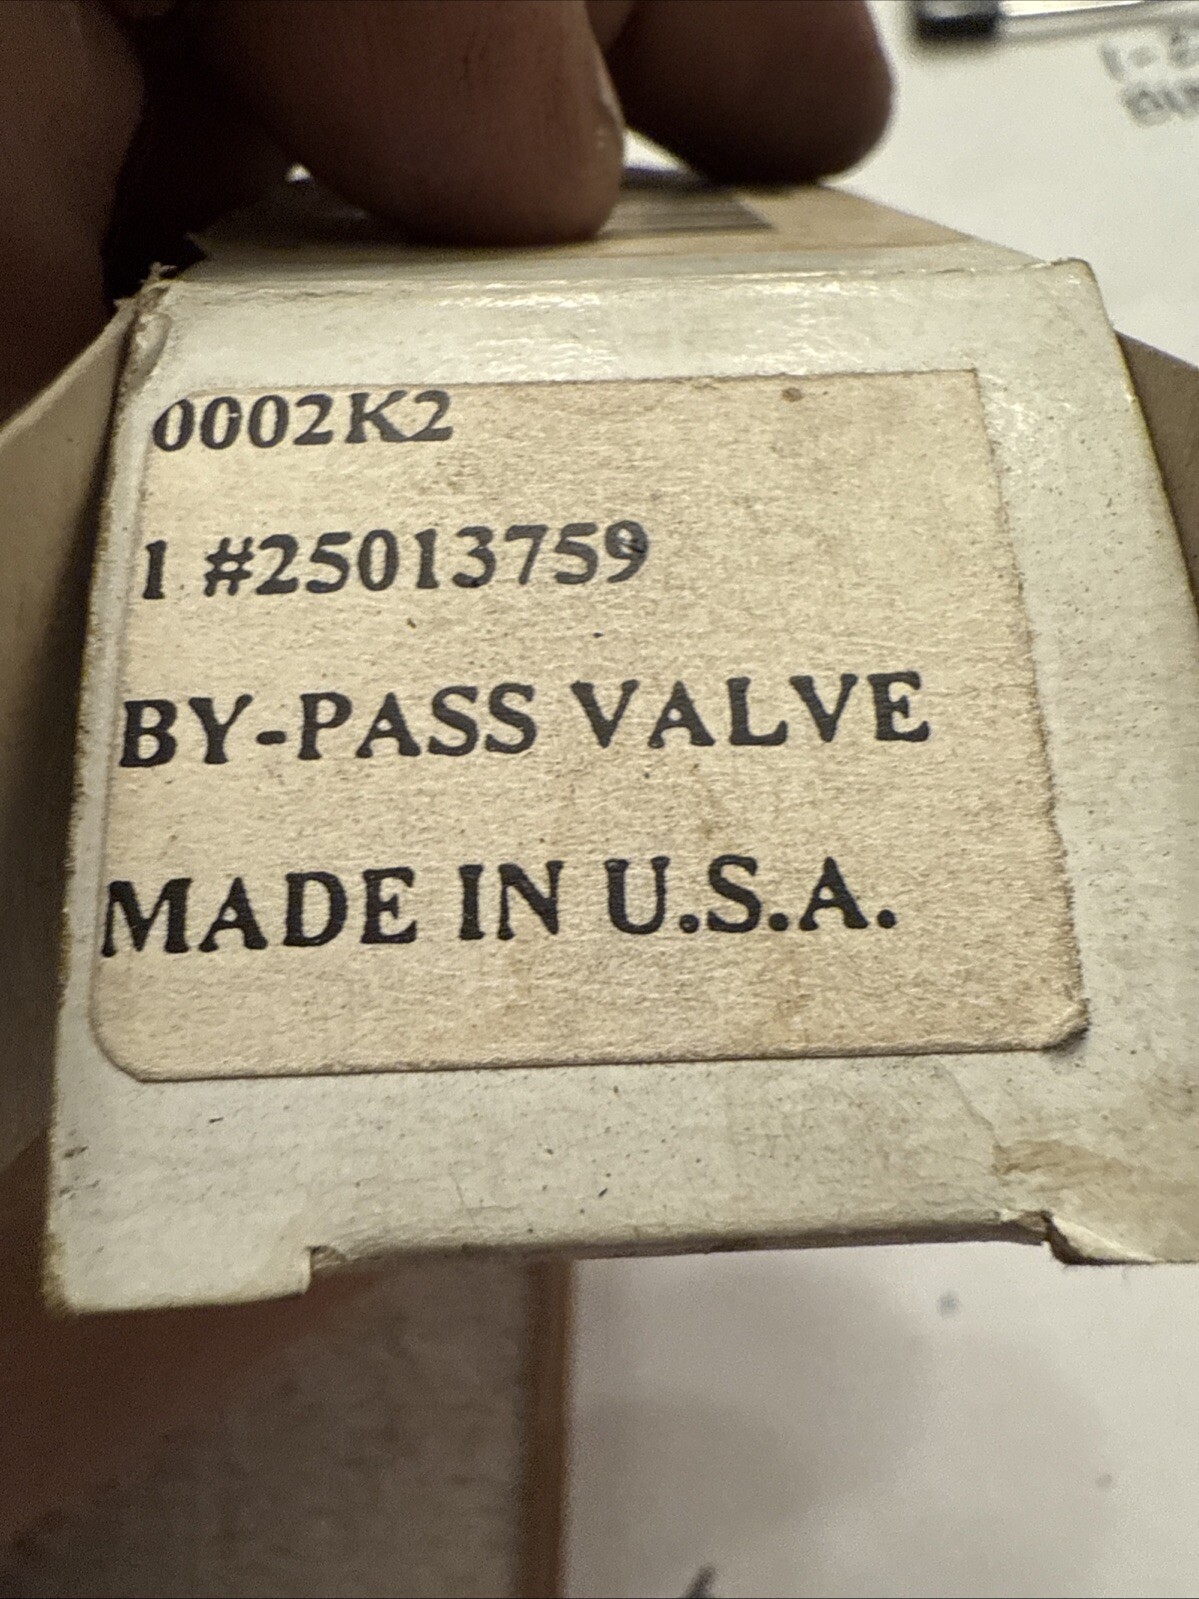 0002K2
1 #25013759
BY-PASS VALVE
MADE IN U.S.A.